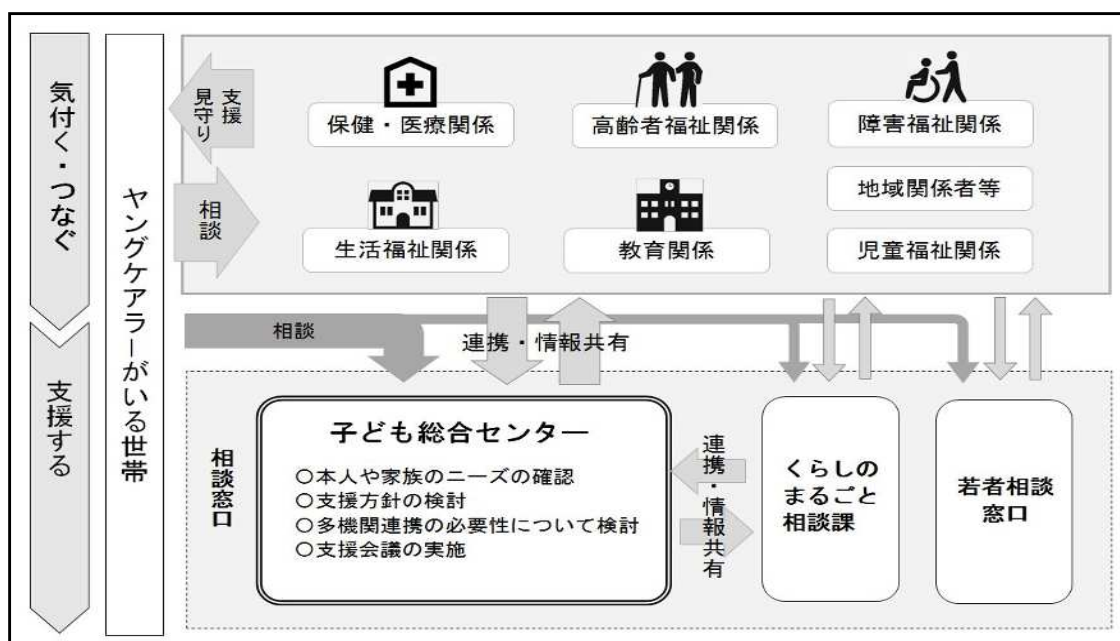 気付く・つなぐ
支援する
ヤングケアラーがいる世帯
支援
見守り
相談
保健・医療関係
高齢者福祉関係
障害福祉関係
地域関係者等
生活福祉関係
教育関係
児童福祉関係
相談
連携・情報共有
相談窓口
子ども総合センター
○本人や家族のニーズの確認
○支援方針の検討
○多機関連携の必要性について検討
○支援会議の実施
連携・情報共有
くらしの
まるごと
相談課
若者相談
窓口